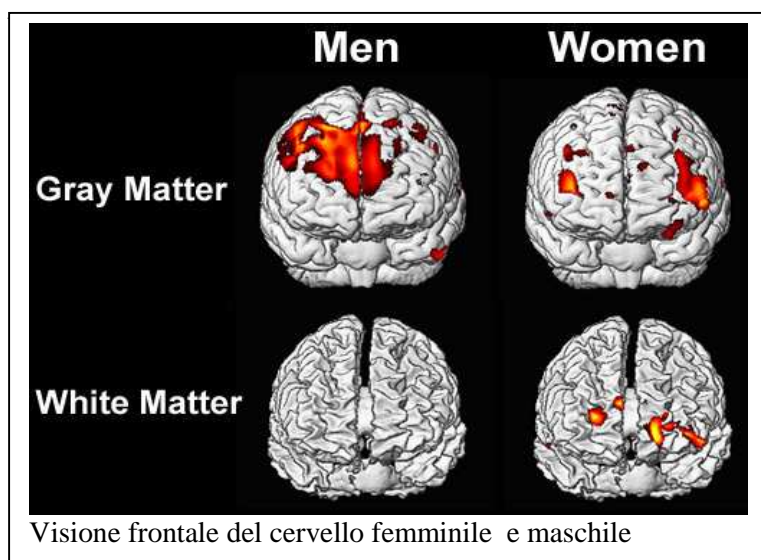 Men Women
Gray Matter
White Matter
Visione frontale del cervello femminile e maschile